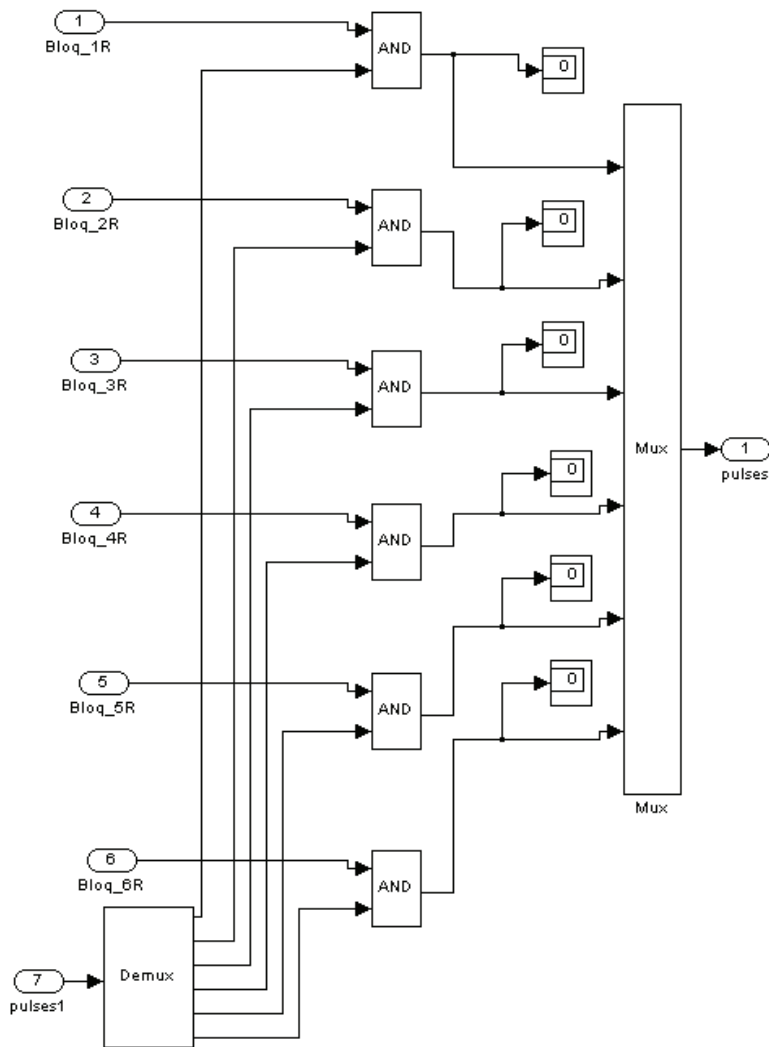 1
Bloq_1R
AND
0
2
Bloq_2R
AND
0
3
Bloq_3R
AND
0
Mux
1
pulses
4
Bloq_4R
AND
0
5
Bloq_5R
AND
0
0
Mux
6
Bloq_6R
AND
7
pulses1
Demux